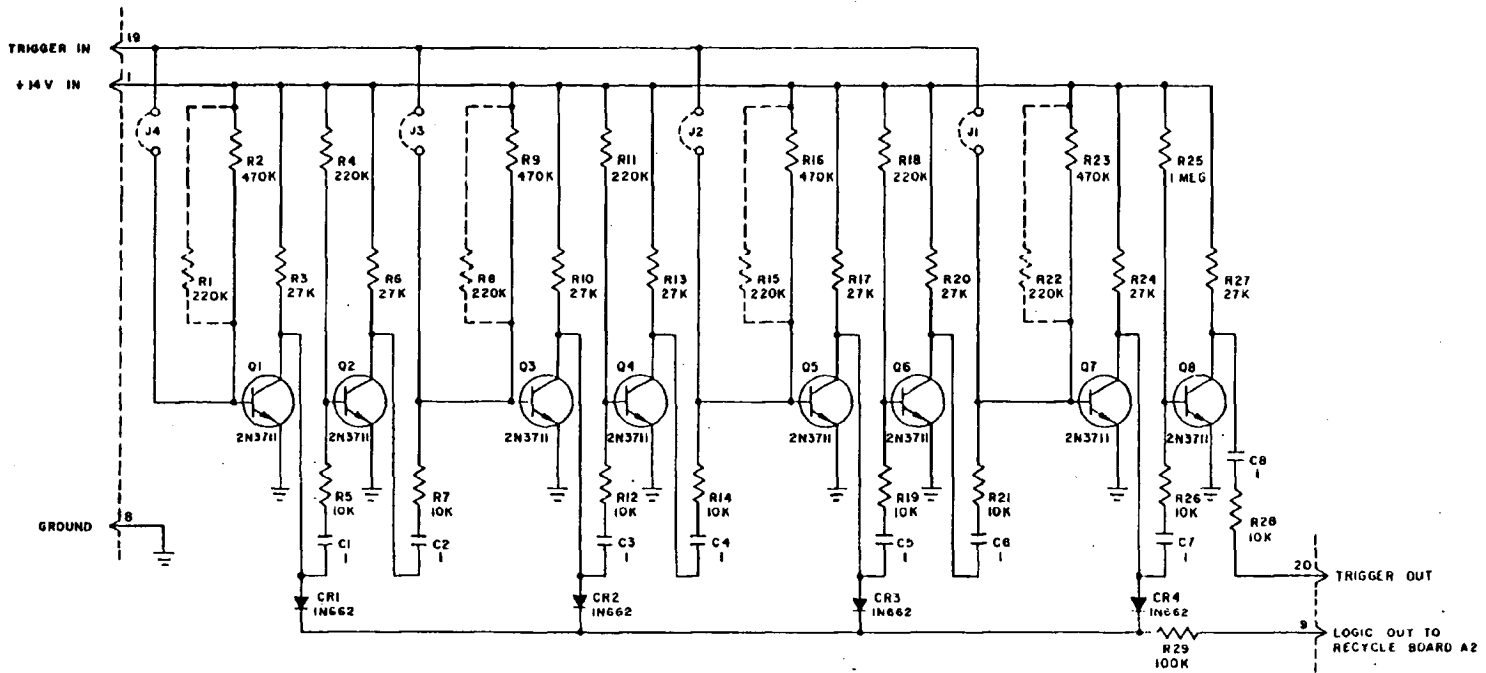 TRIGGER IN
19
+14V IN
1
J4
J3
J2
J1
R2
470K
R4
220K
R9
470K
R11
220K
R16
470K
R18
220K
R23
470K
R25
1 MEG
R1
220K
R3
27K
R6
27K
R8
220K
R10
27K
R13
27K
R15
220K
R17
27K
R20
27K
R22
220K
R24
27K
R27
27K
Q1
Q2
Q3
Q4
Q5
Q6
Q7
Q8
2N3711
2N3711
2N3711
2N3711
2N3711
2N3711
2N3711
2N3711
R5
10K
R7
10K
R12
10K
R14
10K
R19
10K
R21
10K
R26
10K
C8
1
R28
10K
GROUND
8
C1
1
C2
1
C3
1
C4
1
C5
1
C6
1
C7
1
20
TRIGGER OUT
CR1
1N662
CR2
1N662
CR3
1N662
CR4
1N662
R29
100K
9
LOGIC OUT TO
RECYCLE BOARD A2